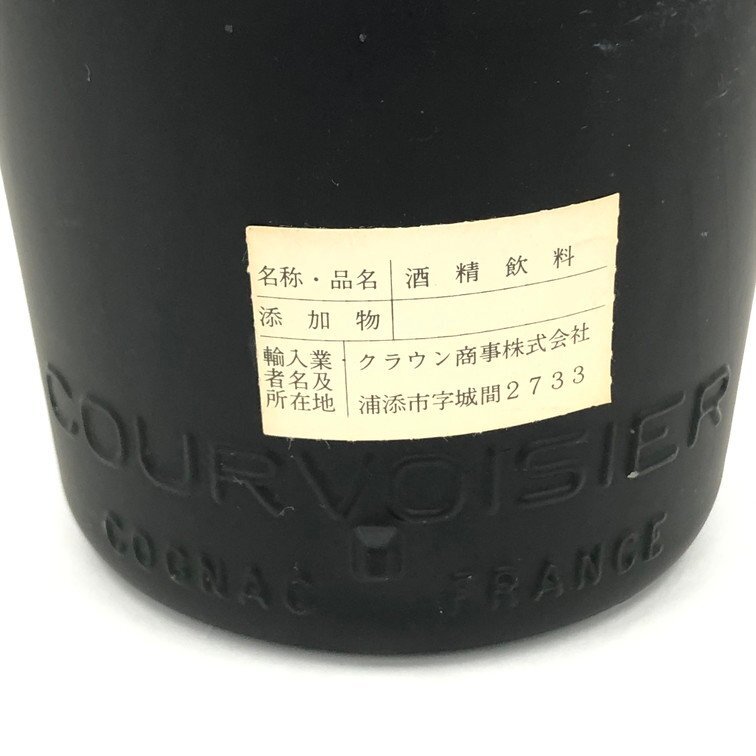 名称・品名 酒精飲料
添加物
輸入業者名及所在地 クラウン商事株式会社
浦添市字城間2733
COURVOISIER
COGNAC FRANCE